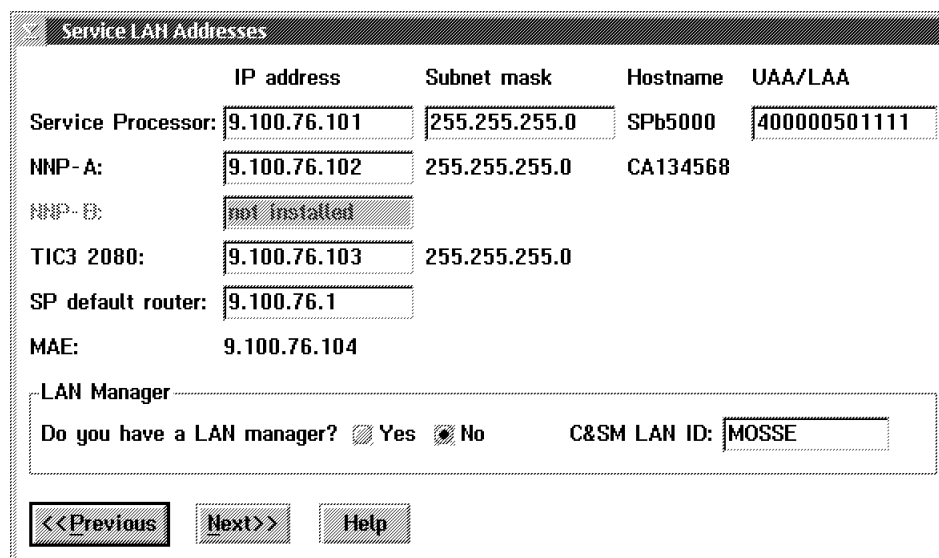 Service LAN Addresses
IP address Subnet mask Hostname UAA/LAA
Service Processor: 9.100.76.101 255.255.255.0 SPb5000 400000501111
NNP-A: 9.100.76.102 255.255.255.0 CA134568
NNP-B: not installed
TIC3 2080: 9.100.76.103 255.255.255.0
SP default router: 9.100.76.1
MAE: 9.100.76.104
LAN Manager
Do you have a LAN manager? Yes No C&SM LAN ID: MOSSE
<<Previous Next>> Help